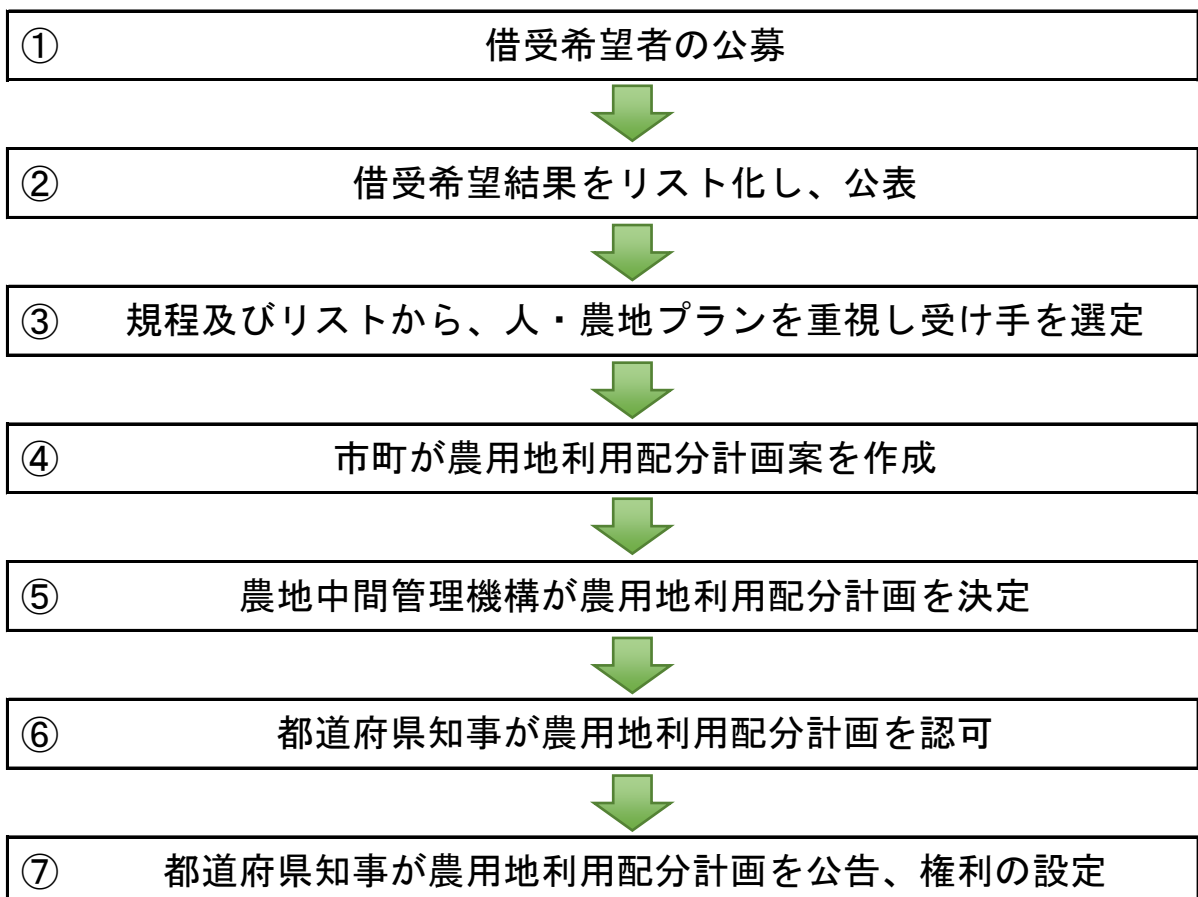 ① 借受希望者の公募
② 借受希望結果をリスト化し、公表
③ 規程及びリストから、人・農地プランを重視し受け手を選定
④ 市町が農用地利用配分計画案を作成
⑤ 農地中間管理機構が農用地利用配分計画を決定
⑥ 都道府県知事が農用地利用配分計画を認可
⑦ 都道府県知事が農用地利用配分計画を公告、権利の設定